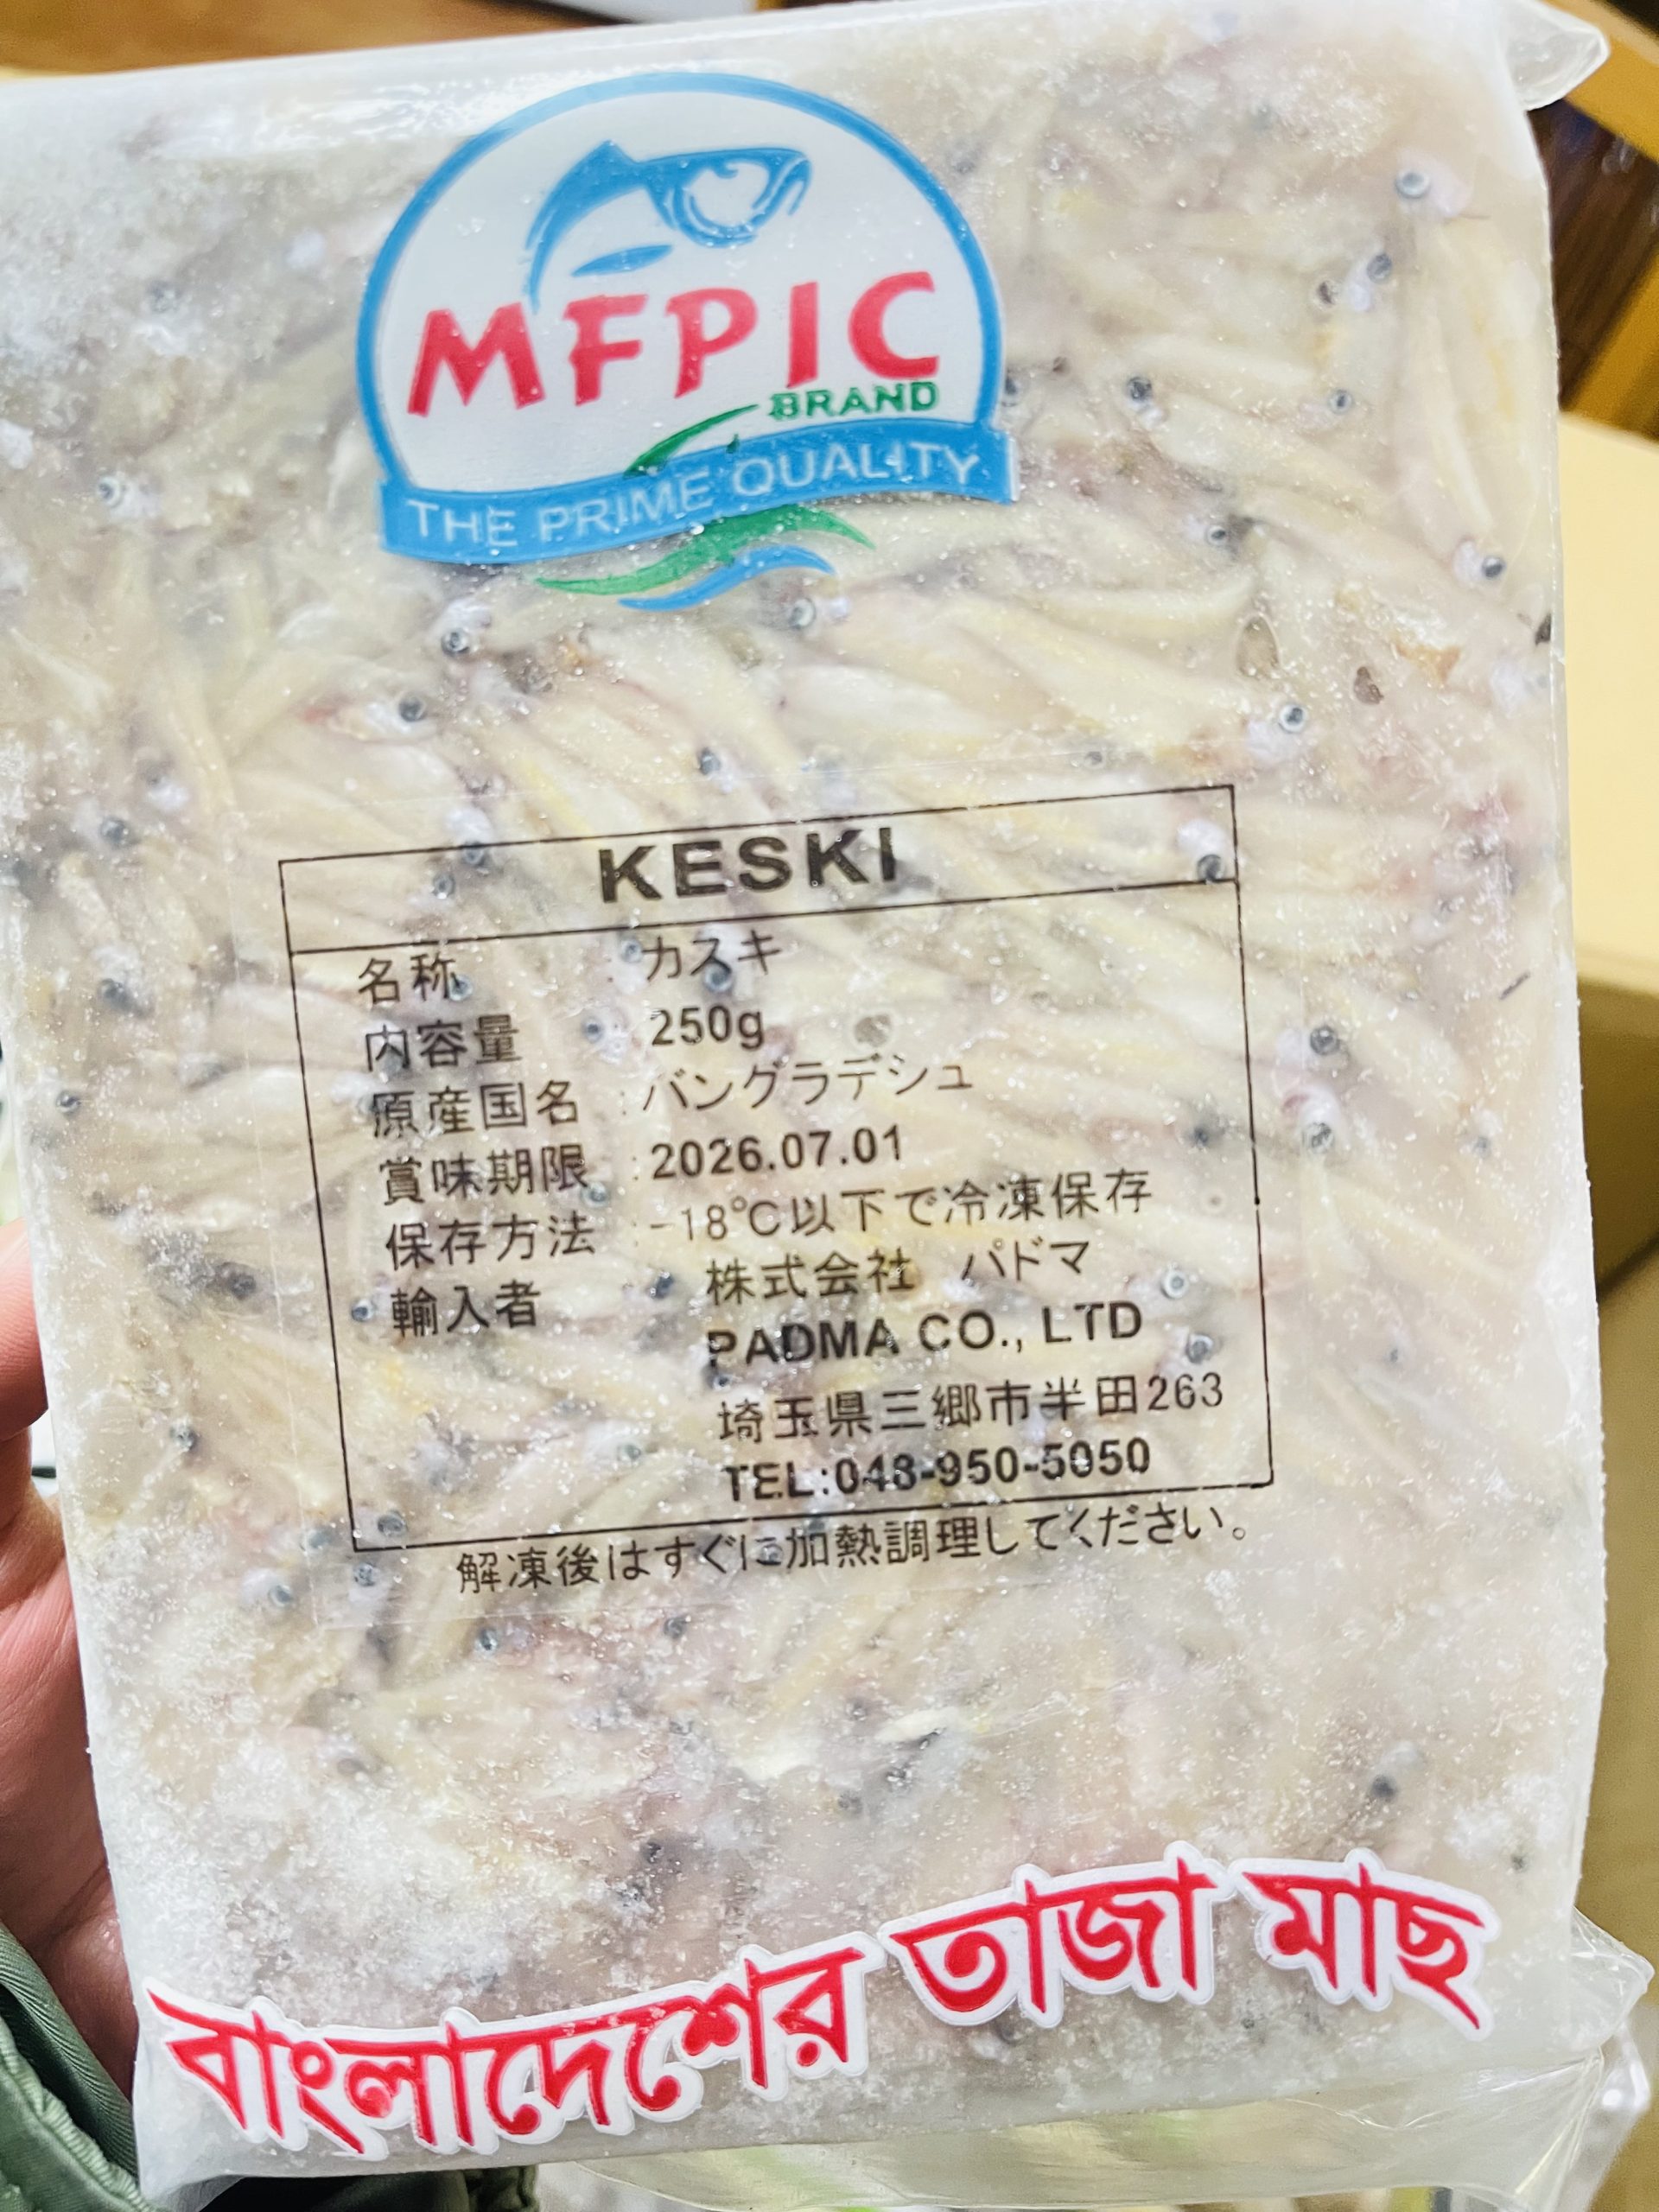 MFPIC
BRAND
THE PRIME QUALITY
KESKI
名称 : カスキ
内容量 : 250g
原産国名 : バングラデシュ
賞味期限 : 2026.07.01
保存方法 : -18℃以下で冷凍保存
輸入者 株式会社 パドマ
PADMA CO., LTD
埼玉県三郷市半田263
TEL:048-950-5050
解凍後はすぐに加熱調理してください。
বাংলাদেশের তাজা মাছ